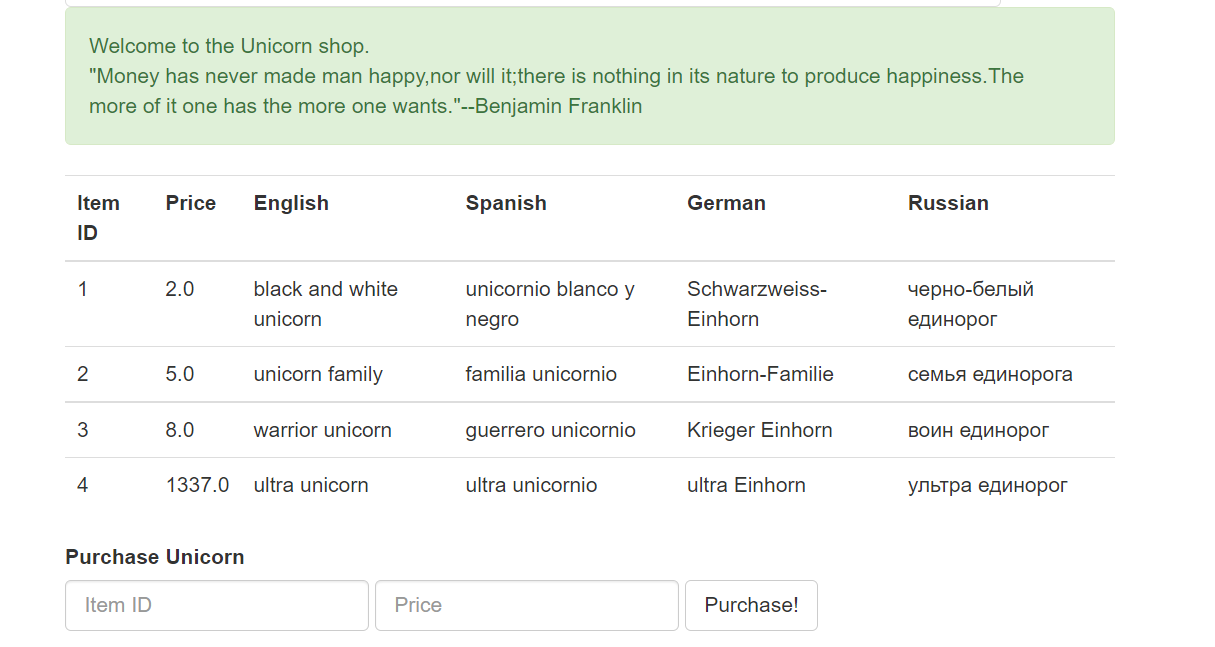 Welcome to the Unicorn shop.
"Money has never made man happy,nor will it;there is nothing in its nature to produce happiness.The
more of it one has the more one wants."--Benjamin Franklin
Item ID Price English Spanish German Russian
1 2.0 black and white unicorn unicornio blanco y negro Schwarzweiss-Einhorn черно-белый единорог
2 5.0 unicorn family familia unicornio Einhorn-Familie семья единорога
3 8.0 warrior unicorn guerrero unicornio Krieger Einhorn воин единорог
4 1337.0 ultra unicorn ultra unicornio ultra Einhorn ультра единорог
Purchase Unicorn
Item ID Price Purchase!